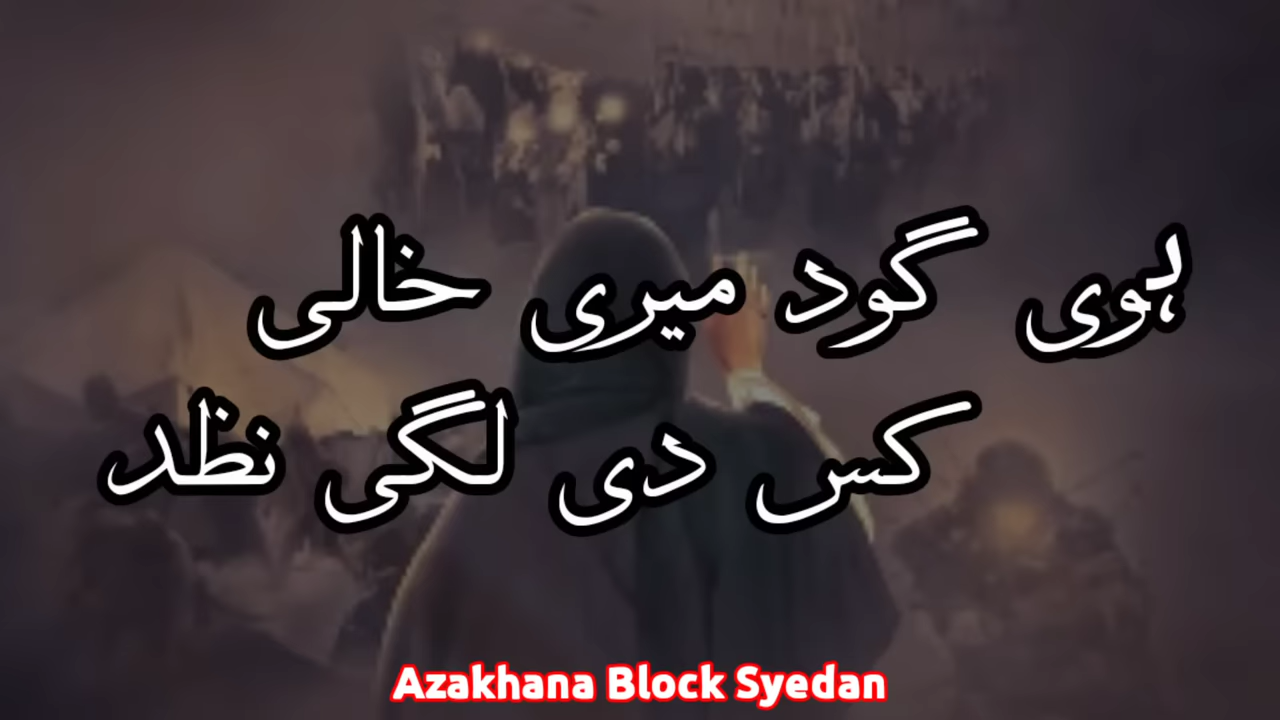 ہوی گود میری خالی
کس دی لگی نظد
Azakhana Block Syedan